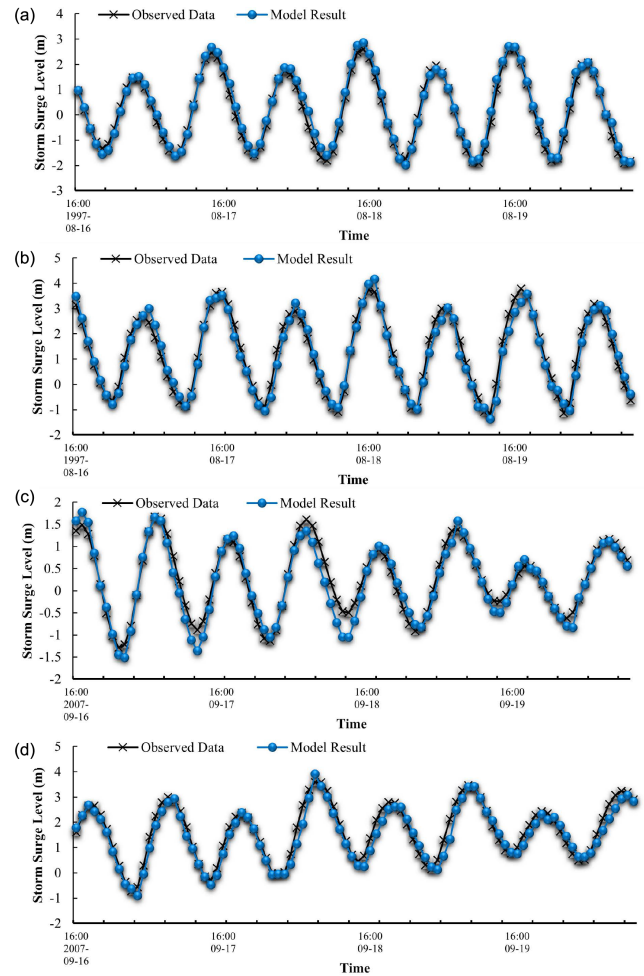 (a)
Observed Data Model Result
Storm Surge Level (m)
4
3
2
1
0
-1
-2
-3
16:00 16:00 16:00 16:00
1997- 08-17 08-18 08-19
08-16
Time
(b)
Observed Data Model Result
Storm Surge Level (m)
5
4
3
2
1
0
-1
-2
16:00 16:00 16:00 16:00
1997- 08-17 08-18 08-19
08-16
Time
(c)
Observed Data Model Result
Storm Surge Level (m)
2
1.5
1
0.5
0
-0.5
-1
-1.5
-2
16:00 16:00 16:00 16:00
2007- 09-17 09-18 09-19
09-16
Time
(d)
Observed Data Model Result
Storm Surge Level (m)
5
4
3
2
1
0
-1
-2
16:00 16:00 16:00 16:00
2007- 09-17 09-18 09-19
09-16
Time